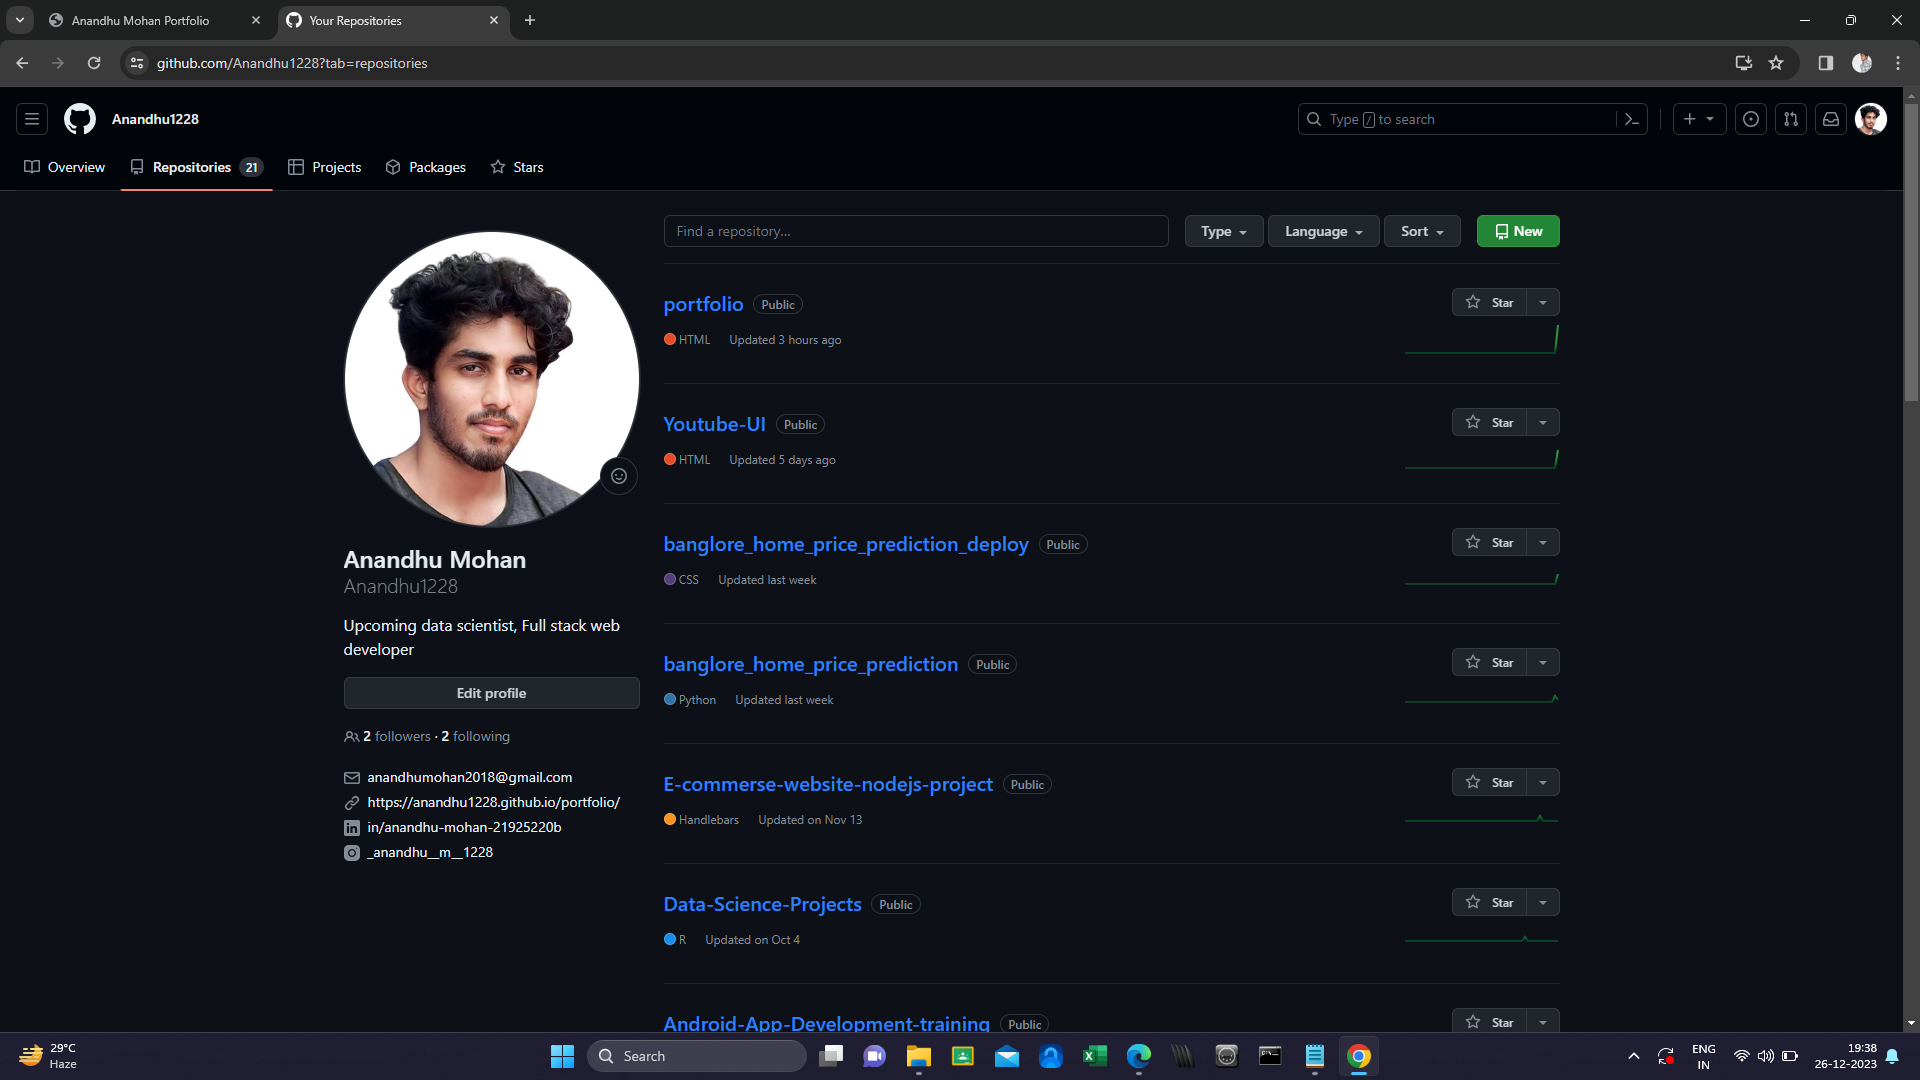 Anandhu Mohan Portfolio
Your Repositories
github.com/Anandhu1228?tab=repositories
Anandhu1228
Type / to search
Overview
Repositories 21
Projects
Packages
Stars
Find a repository...
Type
Language
Sort
New
portfolio Public
Star
HTML Updated 3 hours ago
Youtube-UI Public
Star
HTML Updated 5 days ago
banglore_home_price_prediction_deploy Public
Star
CSS Updated last week
banglore_home_price_prediction Public
Star
Python Updated last week
E-commerse-website-nodejs-project Public
Star
Handlebars Updated on Nov 13
Data-Science-Projects Public
Star
R Updated on Oct 4
Android-App-Development-training Public
Star
Anandhu Mohan
Anandhu1228
Upcoming data scientist, Full stack web
developer
Edit profile
2 followers · 2 following
anandhumohan2018@gmail.com
https://anandhu1228.github.io/portfolio/
in/anandhu-mohan-21925220b
_anandhu__m__1228
29°C
Haze
Search
ENG
IN
19:38
26-12-2023